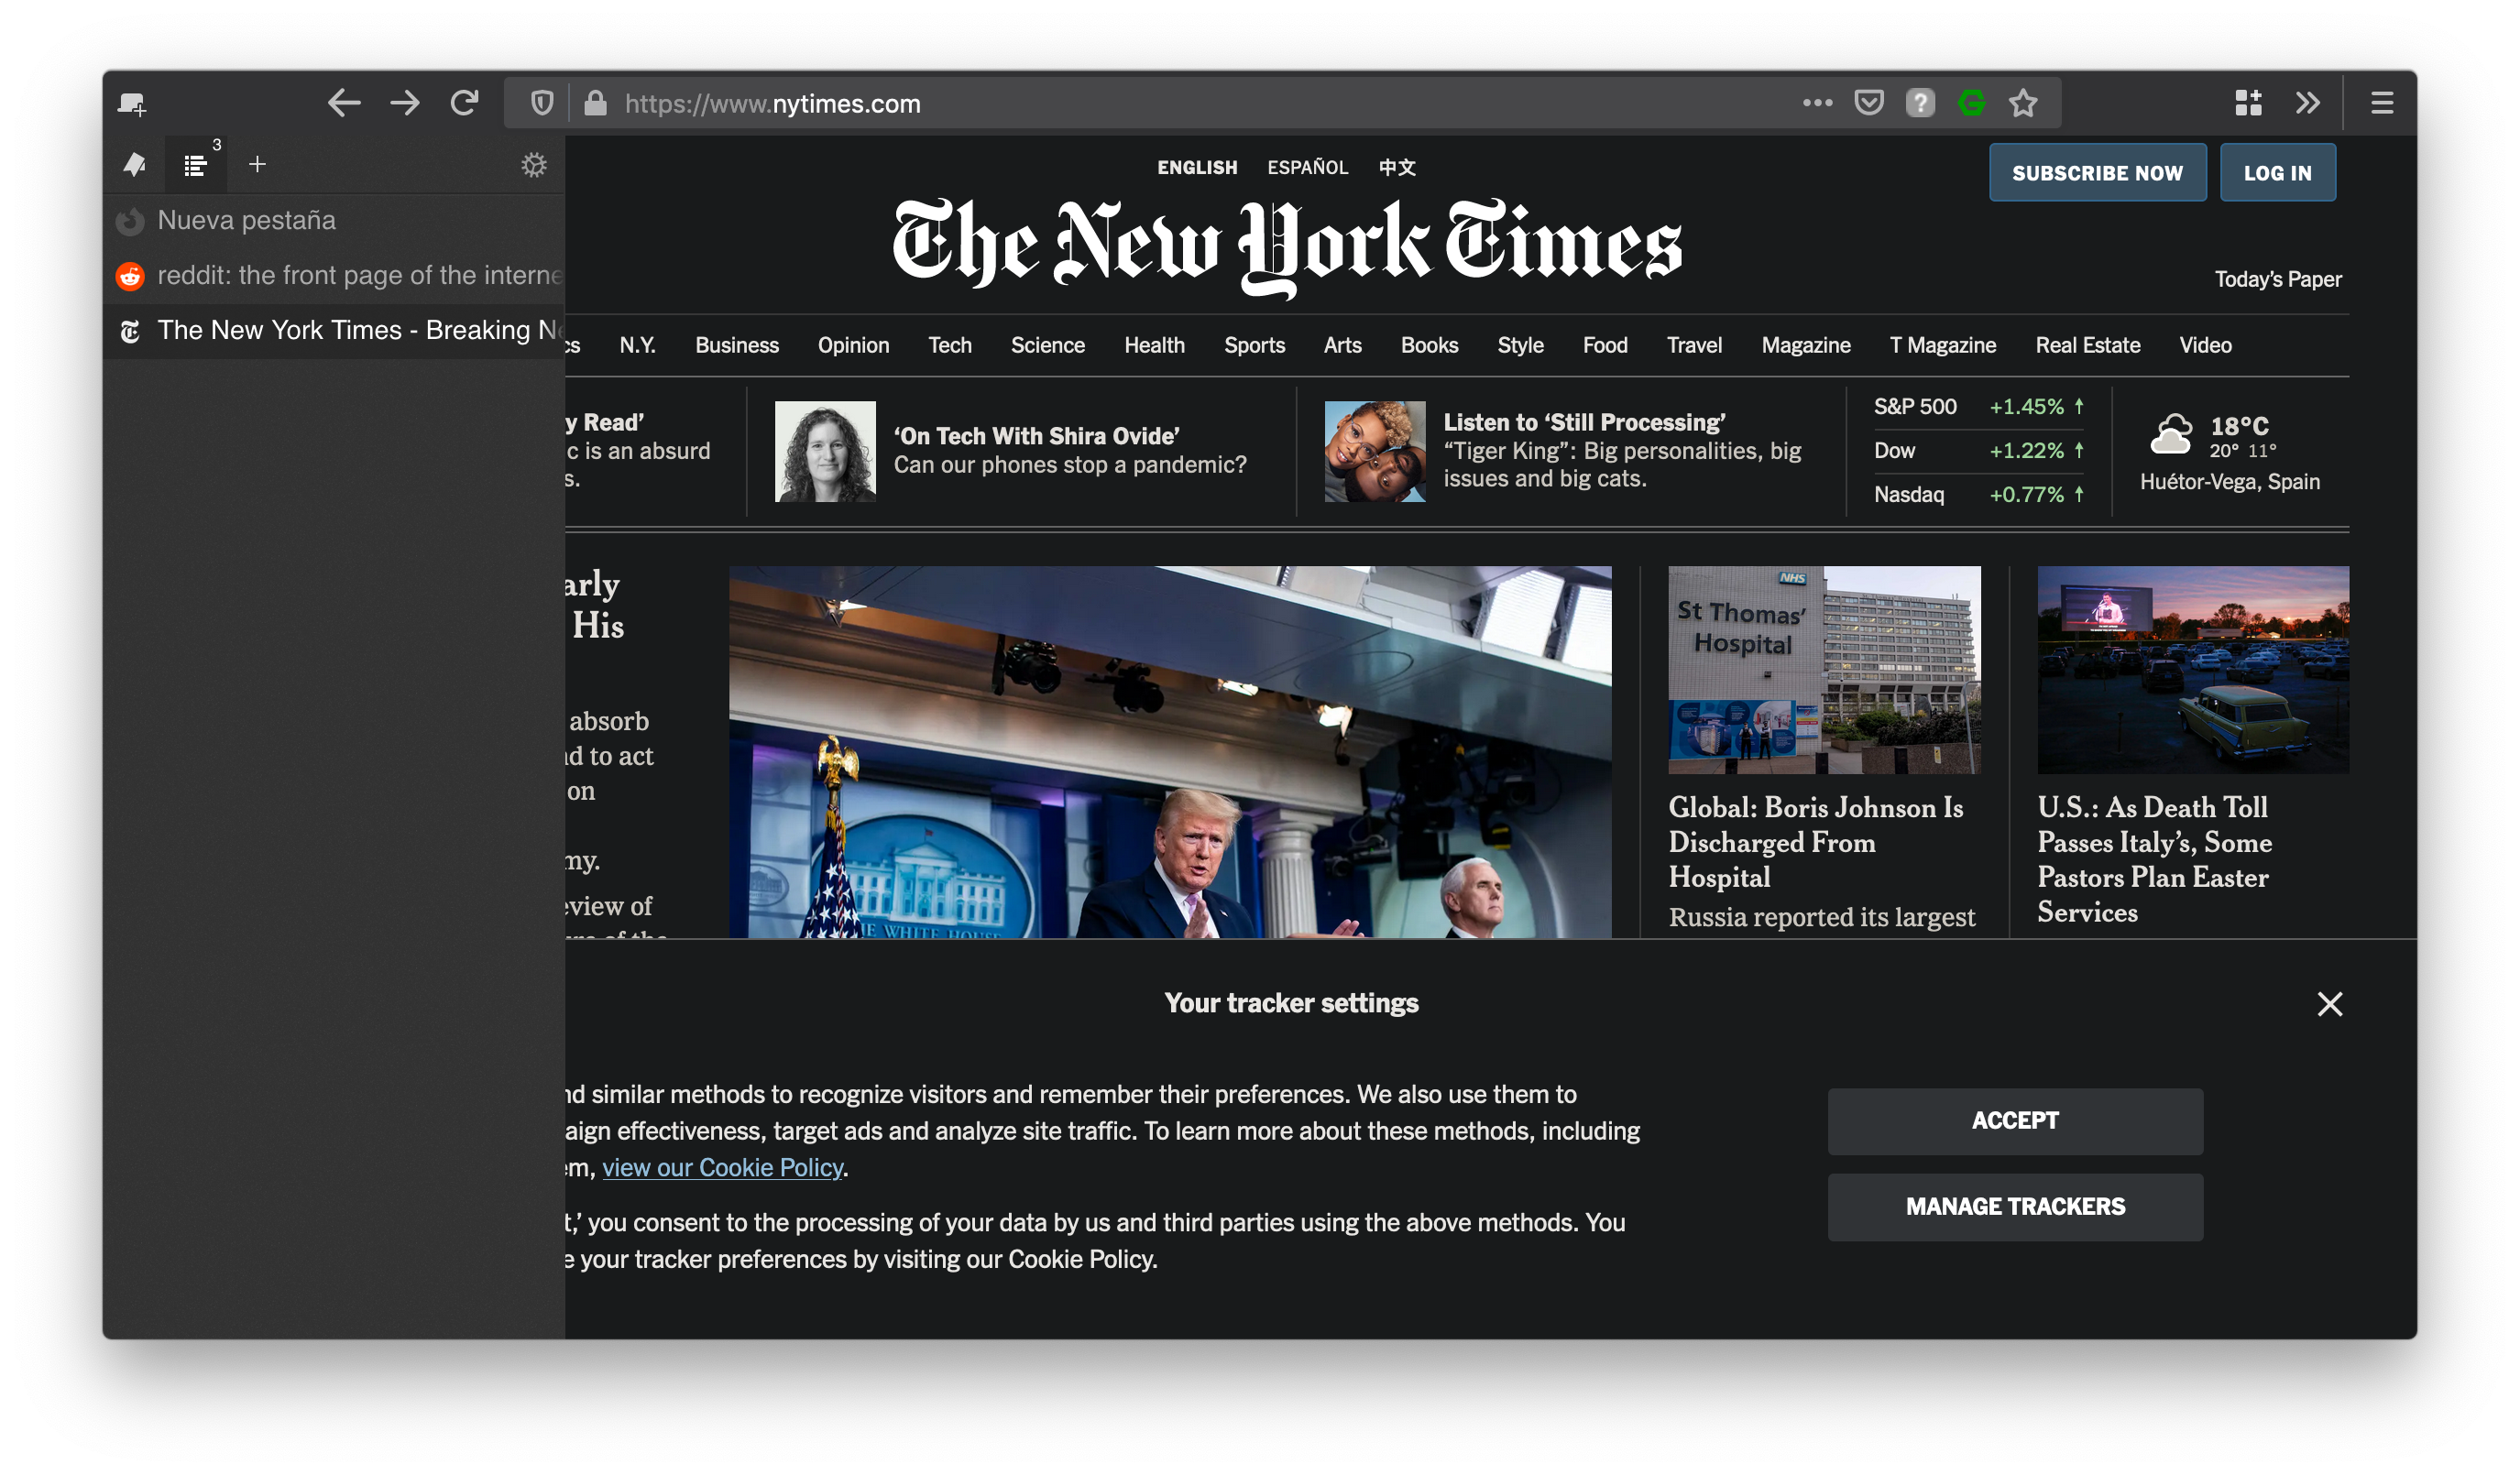 https://www.nytimes.com
3
Nueva pestaña
reddit: the front page of the interne
The New York Times - Breaking Ne
ENGLISH ESPAÑOL 中文
SUBSCRIBE NOW LOG IN
The New York Times
Today's Paper
cs N.Y. Business Opinion Tech Science Health Sports Arts Books Style Food Travel Magazine T Magazine Real Estate Video
y Read’
c is an absurd
s.
‘On Tech With Shira Ovide’
Can our phones stop a pandemic?
Listen to ‘Still Processing’
“Tiger King”: Big personalities, big
issues and big cats.
S&P 500 +1.45% ↑
Dow +1.22% ↑
Nasdaq +0.77% ↑
18°C
20° 11°
Huétor-Vega, Spain
arly
His
absorb
d to act
on
my.
eview of
THE WHITE HOUSE
NHS
St Thomas’
Hospital
Global: Boris Johnson Is
Discharged From
Hospital
Russia reported its largest
U.S.: As Death Toll
Passes Italy’s, Some
Pastors Plan Easter
Services
Your tracker settings
nd similar methods to recognize visitors and remember their preferences. We also use them to
aign effectiveness, target ads and analyze site traffic. To learn more about these methods, including
em, view our Cookie Policy.
t,’ you consent to the processing of your data by us and third parties using the above methods. You
e your tracker preferences by visiting our Cookie Policy.
ACCEPT
MANAGE TRACKERS